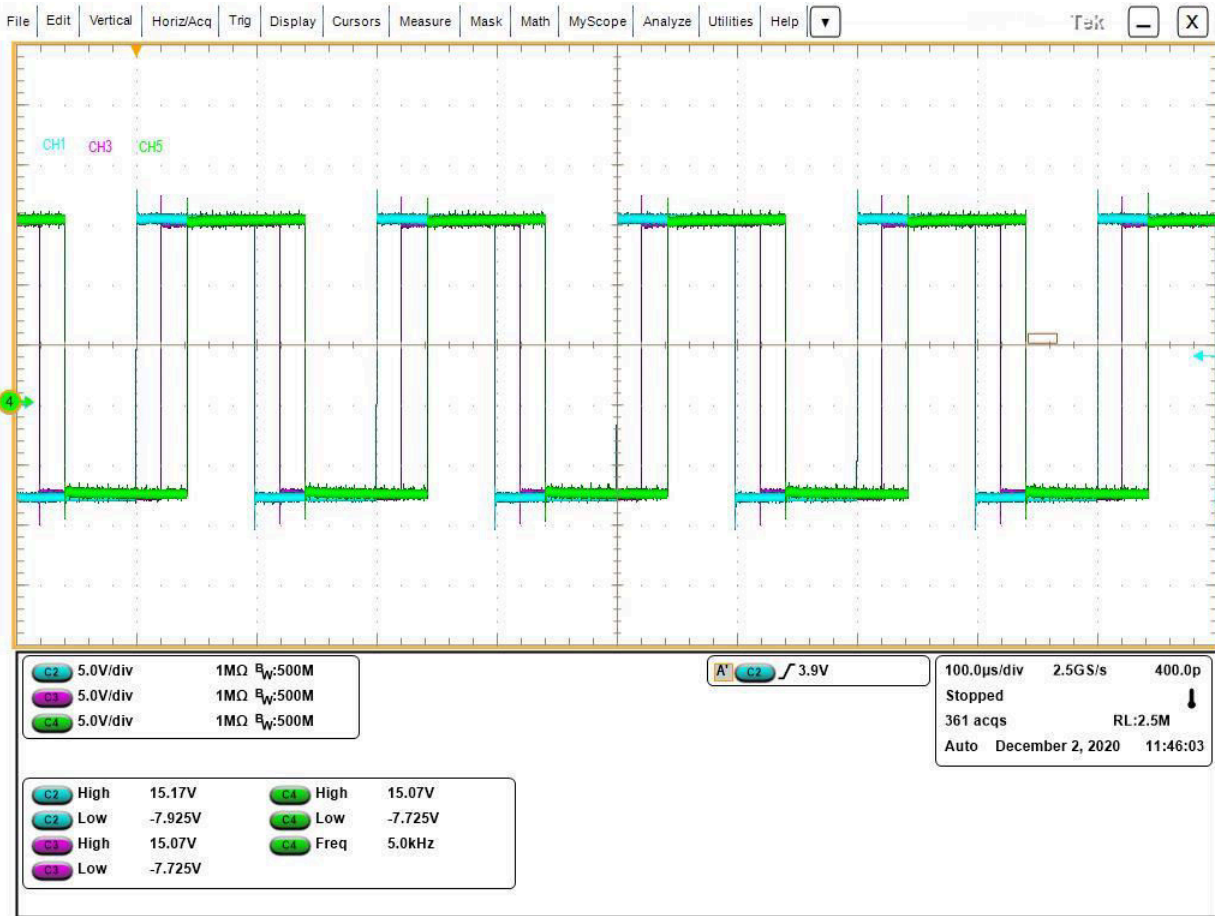 File Edit Vertical Horiz/Acq Trig Display Cursors Measure Mask Math MyScope Analyze Utilities Help Tek X
CH1 CH3 CH5
4
C2 5.0V/div 1MΩ BW:500M
C3 5.0V/div 1MΩ BW:500M
C4 5.0V/div 1MΩ BW:500M
A' C2 3.9V
100.0µs/div 2.5GS/s 400.0p
Stopped
361 acqs RL:2.5M
Auto December 2, 2020 11:46:03
C2 High 15.17V C4 High 15.07V
C2 Low -7.925V C4 Low -7.725V
C3 High 15.07V C4 Freq 5.0kHz
C3 Low -7.725V